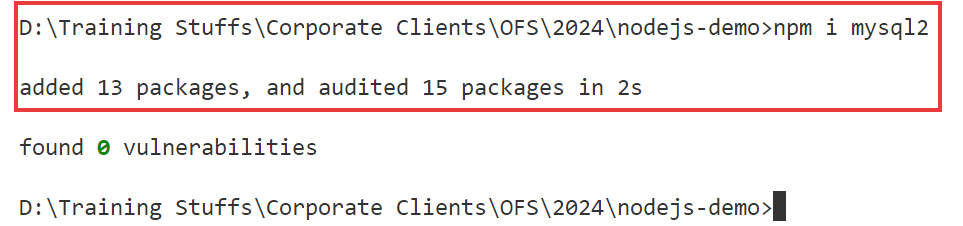 D:\Training Stuffs\Corporate Clients\OFS\2024\nodejs-demo>npm i mysql2
added 13 packages, and audited 15 packages in 2s
found 0 vulnerabilities
D:\Training Stuffs\Corporate Clients\OFS\2024\nodejs-demo>